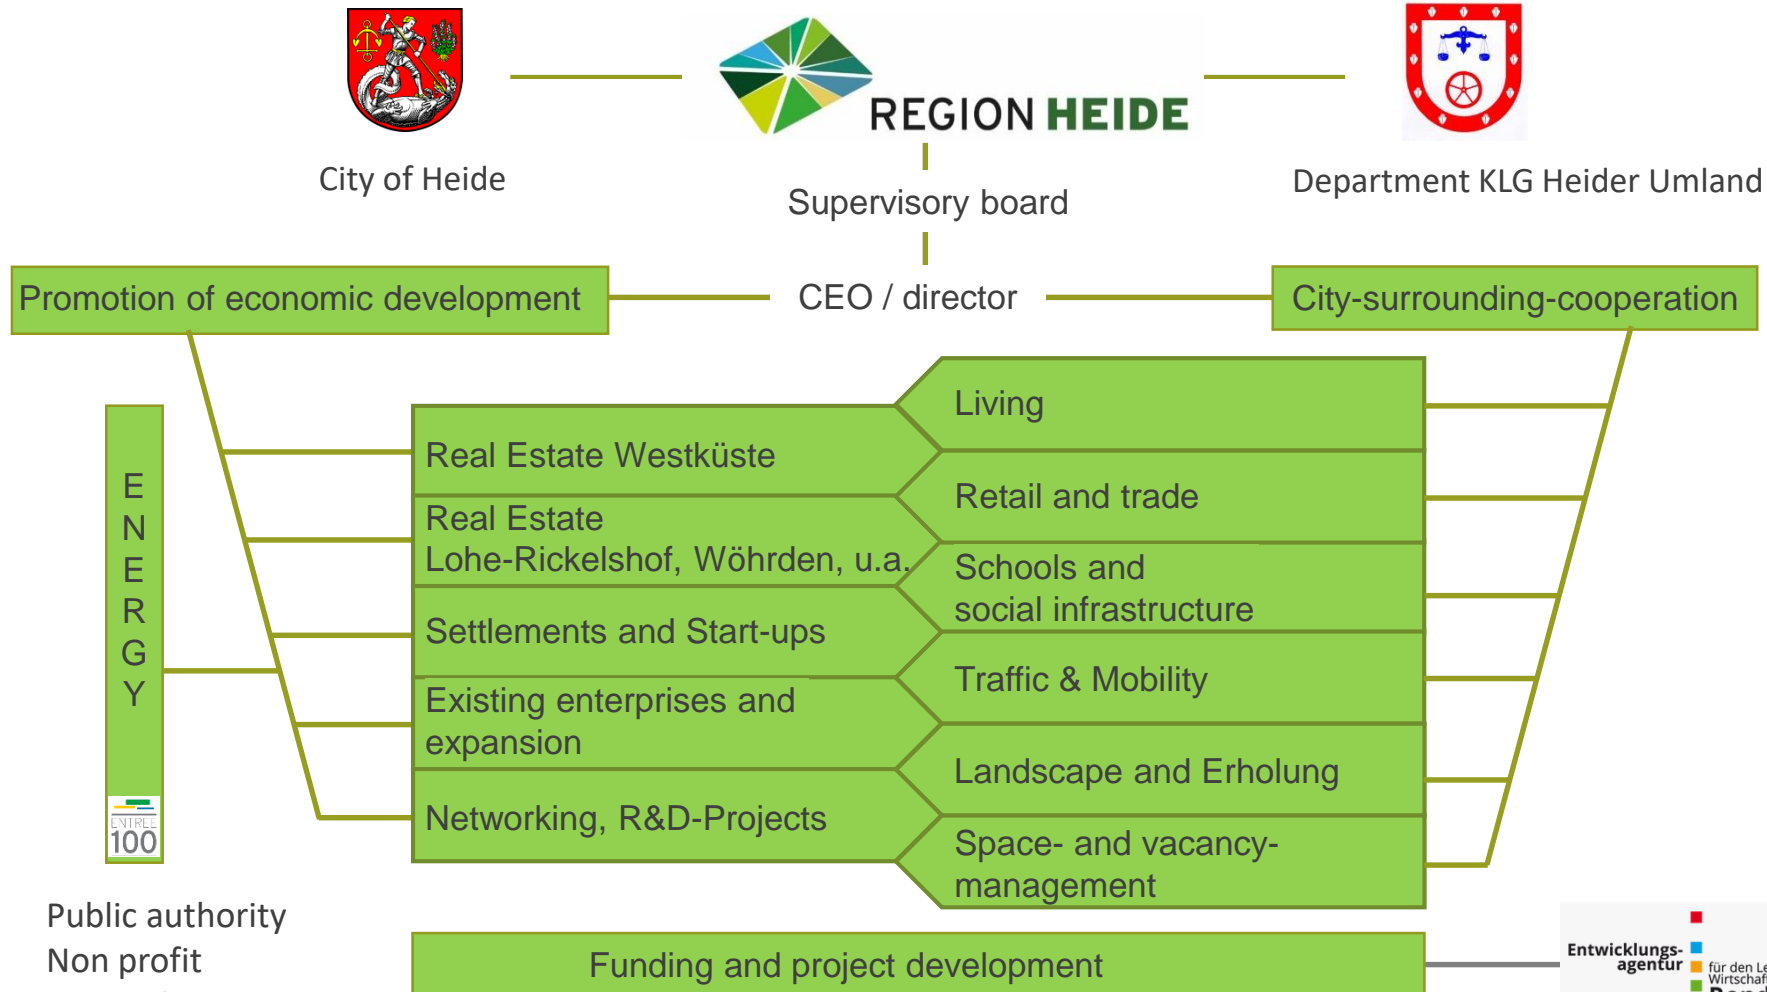 REGION HEIDE
City of Heide
Department KLG Heider Umland
Supervisory board
Promotion of economic development
CEO / director
City-surrounding-cooperation
ENERGY
ENTREE
100
Real Estate Westküste
Real Estate
Lohe-Rickelshof, Wöhrden, u.a.
Settlements and Start-ups
Existing enterprises and
expansion
Networking, R&D-Projects
Living
Retail and trade
Schools and
social infrastructure
Traffic & Mobility
Landscape and Erholung
Space- and vacancy-
management
Public authority
Non profit
Funding and project development
Entwicklungs-
agentur
für den